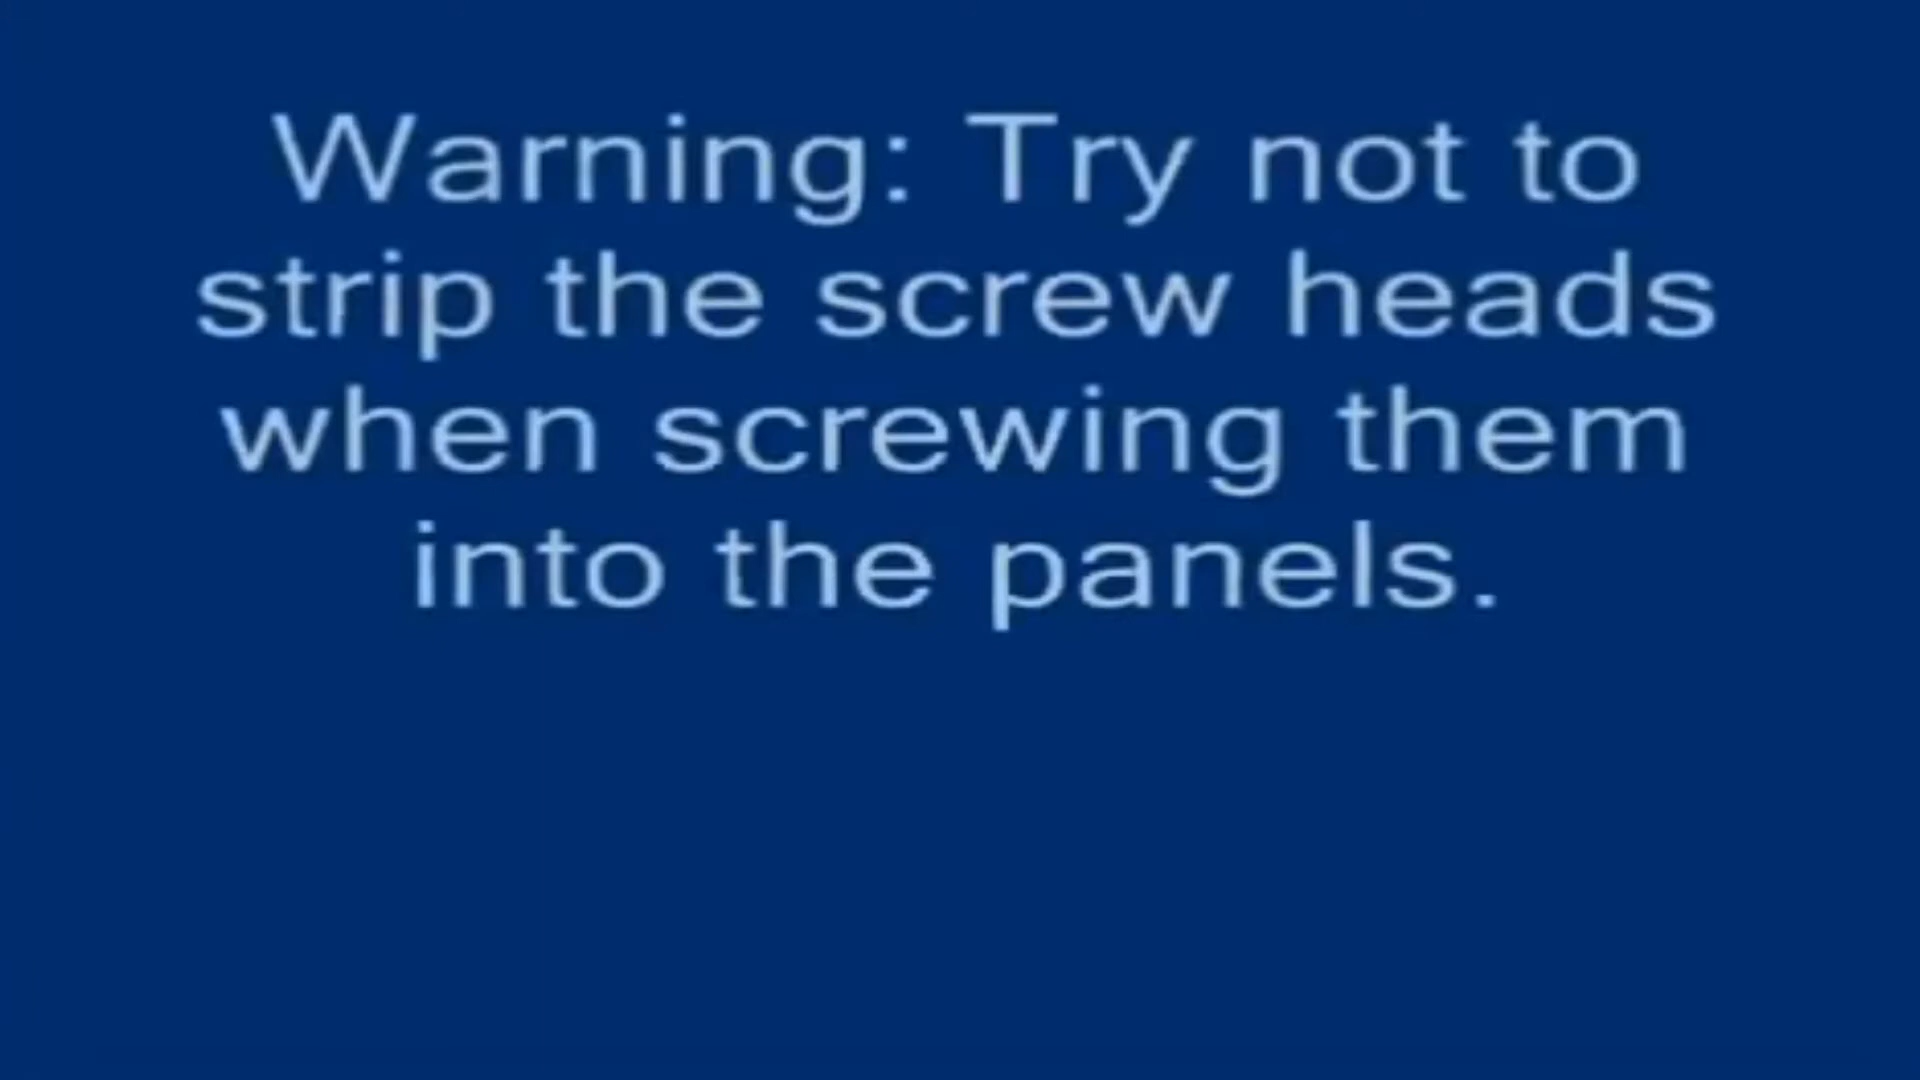 Warning: Try not to
strip the screw heads
when screwing them
into the panels.